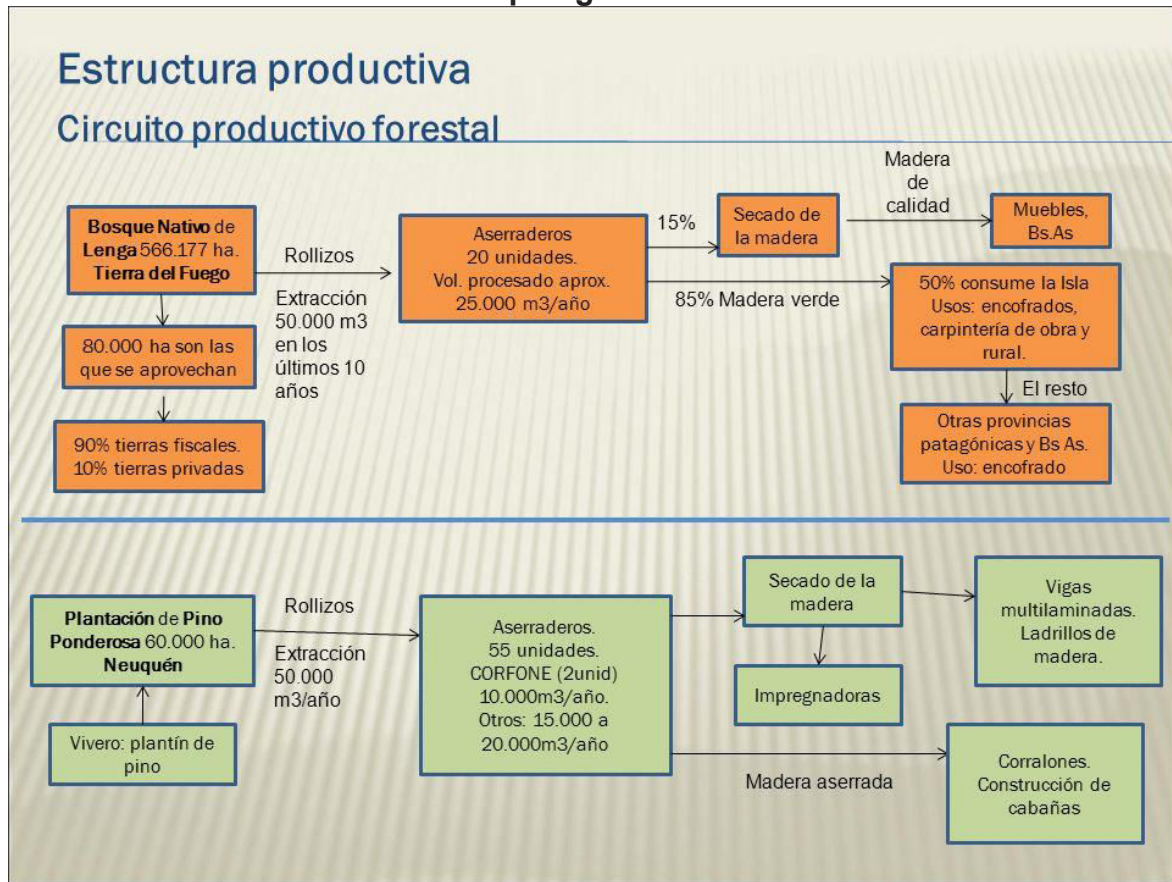 Estructura productiva
Circuito productivo forestal
Bosque Nativo de
Lenga 566.177 ha.
Tierra del Fuego
80.000 ha son las
que se aprovechan
90% tierras fiscales.
10% tierras privadas
Rollizos
Extracción
50.000 m3
en los
últimos 10
años
Aserraderos
20 unidades.
Vol. procesado aprox.
25.000 m3/año
15%
Secado de
la madera
Madera
de
calidad
Muebles,
Bs.As
85% Madera verde
50% consume la Isla
Usos: encofrados,
carpintería de obra y
rural.
El resto
Otras provincias
patagónicas y Bs As.
Uso: encofrado
Plantación de Pino
Ponderosa 60.000 ha.
Neuquén
Vivero: plantín de
pino
Rollizos
Extracción
50.000
m3/año
Aserraderos.
55 unidades.
CORFONE (2unid)
10.000m3/año.
Otros: 15.000 a
20.000m3/año
Secado de la
madera
Impregnadoras
Vigas
multilaminadas.
Ladrillos de
madera.
Madera aserrada
Corralones.
Construcción de
cabañas